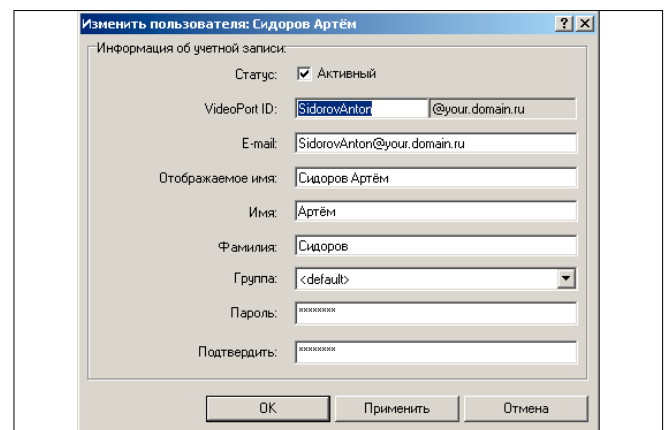 Изменить пользователя: Сидоров Артём
Информация об учетной записи:
Статус: Активный
VideoPort ID: SidorovAnton @your.domain.ru
E-mail: SidorovAnton@your.domain.ru
Отображаемое имя: Сидоров Артём
Имя: Артём
Фамилия: Сидоров
Группа: <default>
Пароль: ********
Подтвердить: ********
OK Применить Отмена